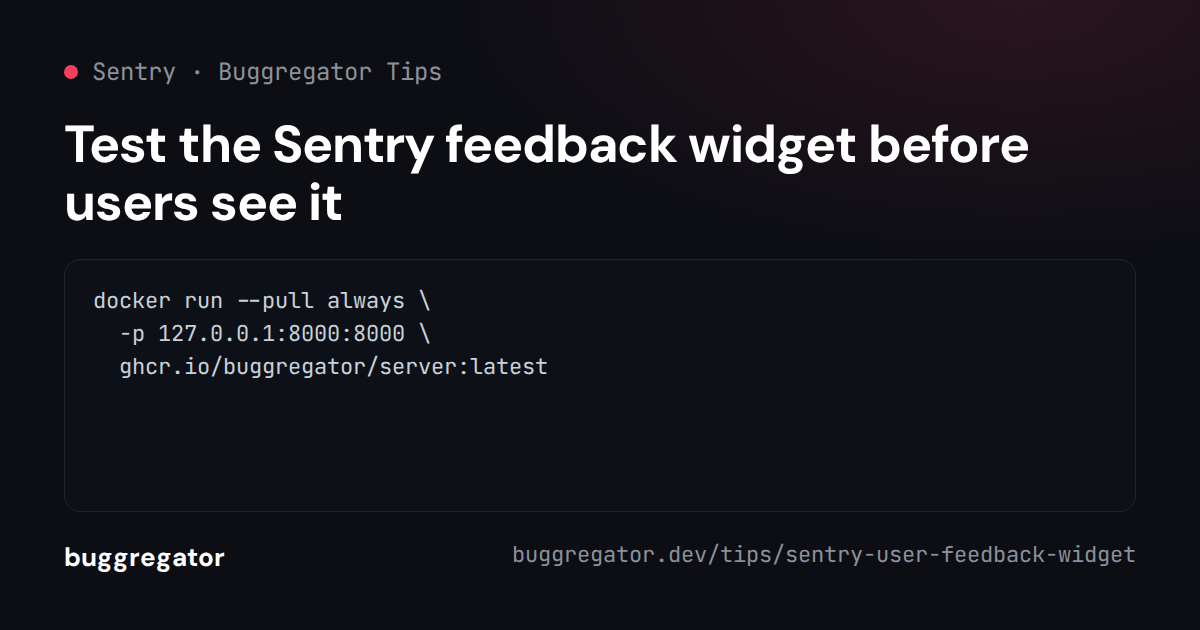 Sentry · Buggregator Tips
Test the Sentry feedback widget before
users see it
docker run --pull always \
-p 127.0.0.1:8000:8000 \
ghcr.io/buggregator/server:latest
buggregator
buggregator.dev/tips/sentry-user-feedback-widget